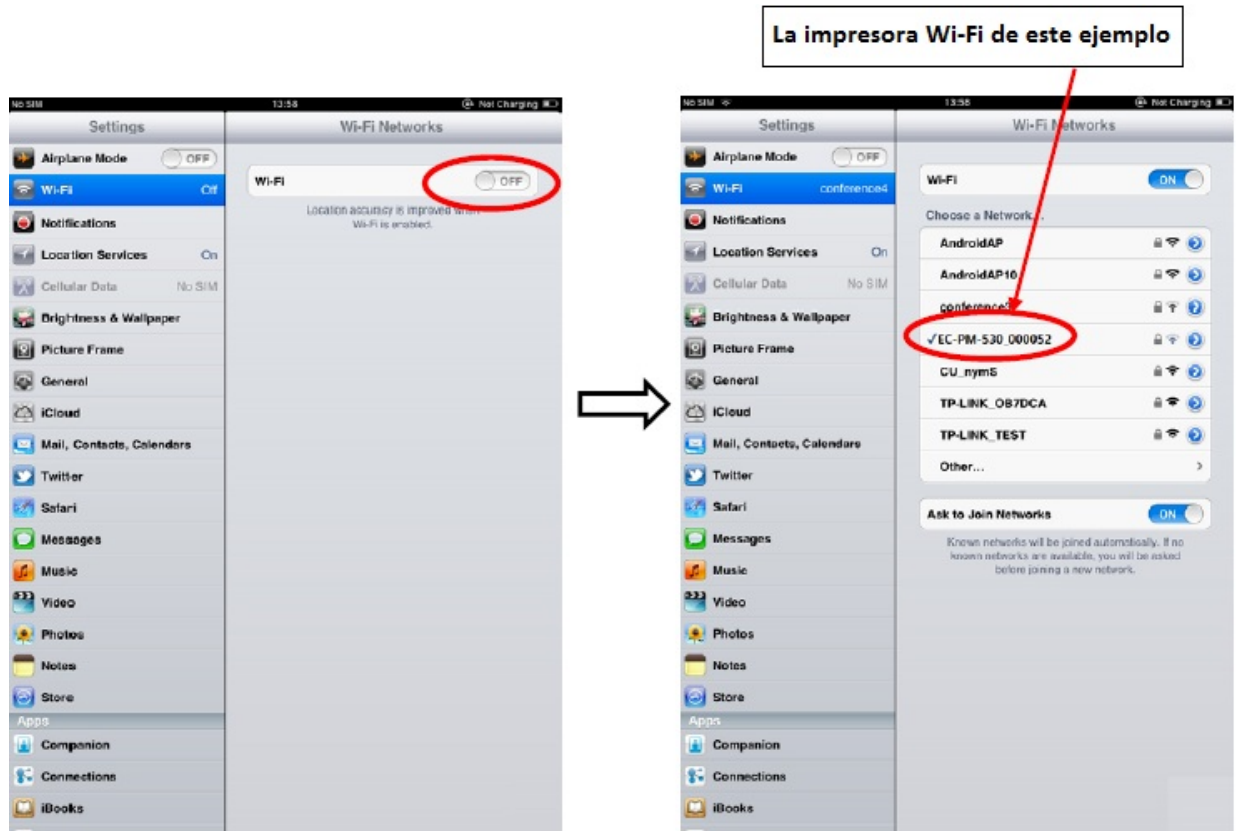 La impresora Wi-Fi de este ejemplo
No SIM 13:58 Not Charging
Settings
Airplane Mode OFF
Wi-Fi Off
Notifications
Location Services On
Cellular Data No SIM
Brightness & Wallpaper
Picture Frame
General
iCloud
Mail, Contacts, Calendars
Twitter
Safari
Messages
Music
Video
Photos
Notes
Store
Apps
Companion
Connections
iBooks
Wi-Fi Networks
Wi-Fi OFF
Location accuracy is improved when
Wi-Fi is enabled.
No SIM 13:58 Not Charging
Settings
Airplane Mode OFF
Wi-Fi conference4
Notifications
Location Services On
Cellular Data No SIM
Brightness & Wallpaper
Picture Frame
General
iCloud
Mail, Contacts, Calendars
Twitter
Safari
Messages
Music
Video
Photos
Notes
Store
Apps
Companion
Connections
iBooks
Wi-Fi Networks
Wi-Fi ON
Choose a Network...
AndroidAP
AndroidAP10
✓EC-PM-530_000052
CU_nymS
TP-LINK_OB7DCA
TP-LINK_TEST
Other...
Ask to Join Networks ON
Known networks will be joined automatically. If no
known networks are available, you will be asked
before joining a new network.